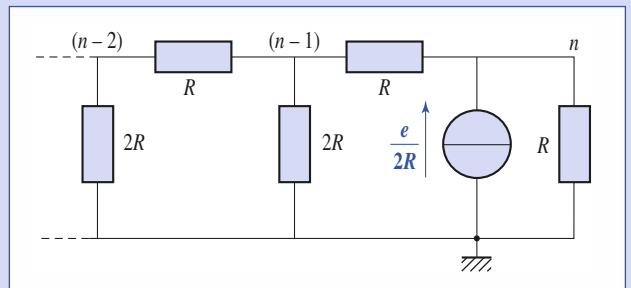 (n – 2) (n – 1) n
R R
2R 2R e/2R R